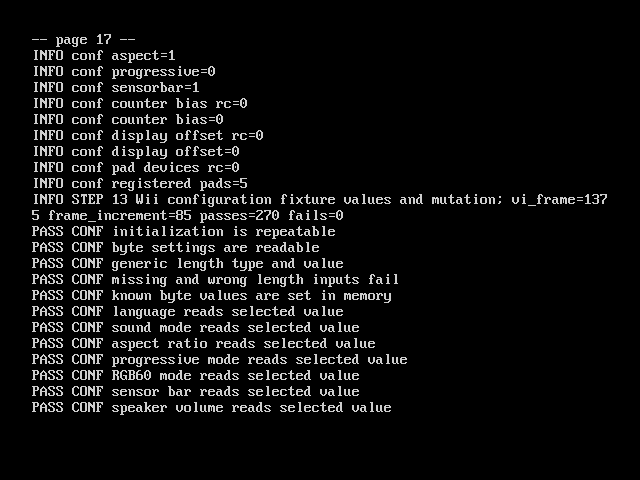 -- page 17 --
INFO conf aspect=1
INFO conf progressive=0
INFO conf sensorbar=1
INFO conf counter bias rc=0
INFO conf counter bias=0
INFO conf display offset rc=0
INFO conf display offset=0
INFO conf pad devices rc=0
INFO conf registered pads=5
INFO STEP 13 Wii configuration fixture values and mutation; vi_frame=137
5 frame_increment=85 passes=270 fails=0
PASS CONF initialization is repeatable
PASS CONF byte settings are readable
PASS CONF generic length type and value
PASS CONF missing and wrong length inputs fail
PASS CONF known byte values are set in memory
PASS CONF language reads selected value
PASS CONF sound mode reads selected value
PASS CONF aspect ratio reads selected value
PASS CONF progressive mode reads selected value
PASS CONF RGB60 mode reads selected value
PASS CONF sensor bar reads selected value
PASS CONF speaker volume reads selected value